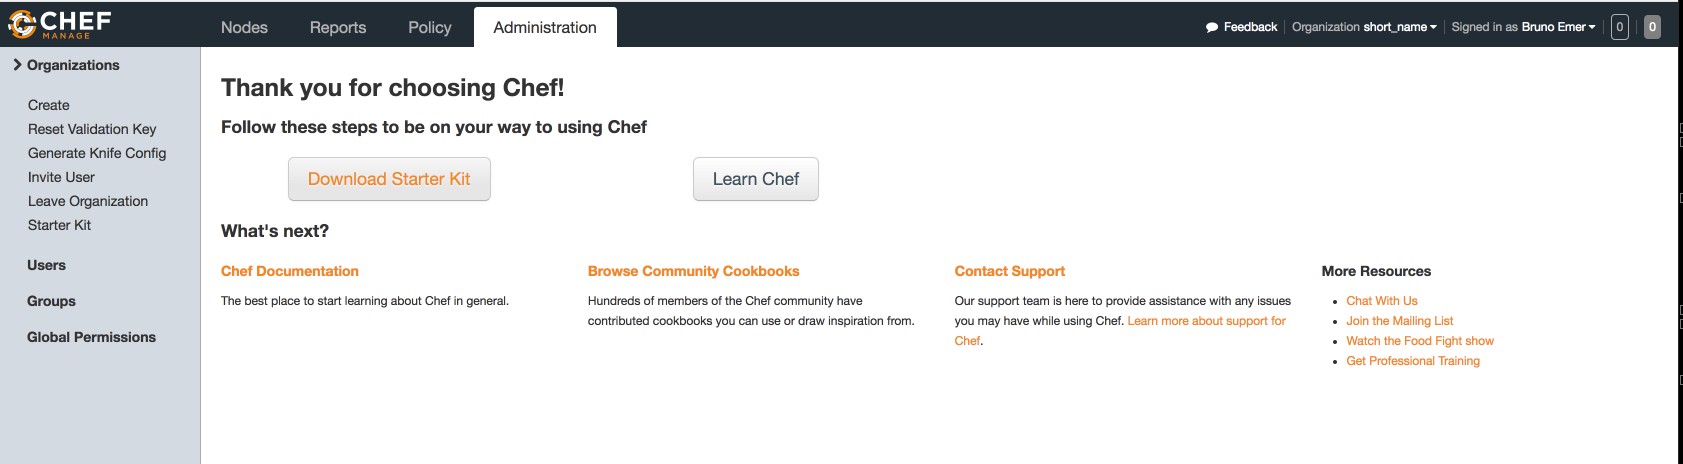 CHEF
MANAGE
Nodes Reports Policy Administration
Feedback Organization short_name Signed in as Bruno Emer 0 0
Organizations
Create
Reset Validation Key
Generate Knife Config
Invite User
Leave Organization
Starter Kit
Users
Groups
Global Permissions
Thank you for choosing Chef!
Follow these steps to be on your way to using Chef
Download Starter Kit Learn Chef
What's next?
Chef Documentation
The best place to start learning about Chef in general.
Browse Community Cookbooks
Hundreds of members of the Chef community have
contributed cookbooks you can use or draw inspiration from.
Contact Support
Our support team is here to provide assistance with any issues
you may have while using Chef. Learn more about support for
Chef.
More Resources
Chat With Us
Join the Mailing List
Watch the Food Fight show
Get Professional Training